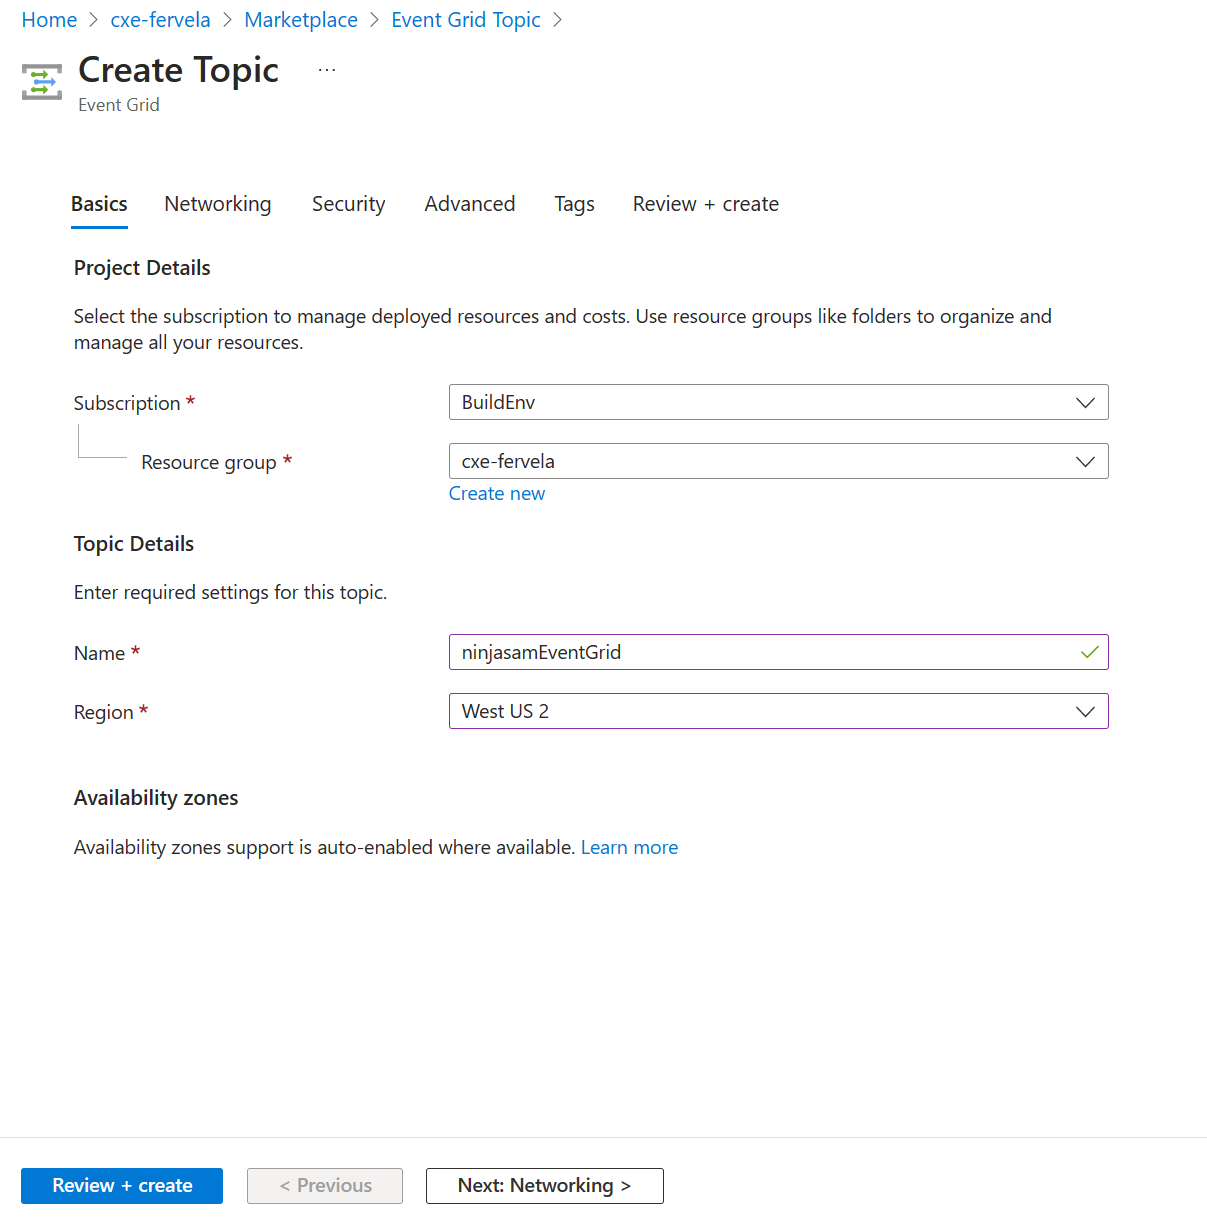 Home > cxe-fervela > Marketplace > Event Grid Topic >
Create Topic ...
Event Grid
Basics Networking Security Advanced Tags Review + create
Project Details
Select the subscription to manage deployed resources and costs. Use resource groups like folders to organize and
manage all your resources.
Subscription * BuildEnv
Resource group * cxe-fervela
Create new
Topic Details
Enter required settings for this topic.
Name * ninjasamEventGrid
Region * West US 2
Availability zones
Availability zones support is auto-enabled where available. Learn more
Review + create < Previous Next: Networking >